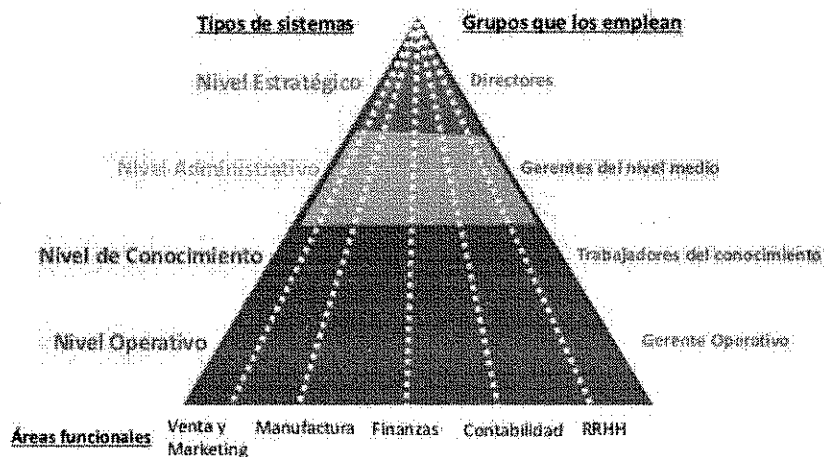 Tipos de sistemas
Grupos que los emplean
Nivel Estratégico
Directores
Nivel Administrativo
Gerentes del nivel medio
Nivel de Conocimiento
Trabajadores del conocimiento
Nivel Operativo
Gerente Operativo
Áreas funcionales
Venta y
Marketing
Manufactura
Finanzas
Contabilidad
RRHH